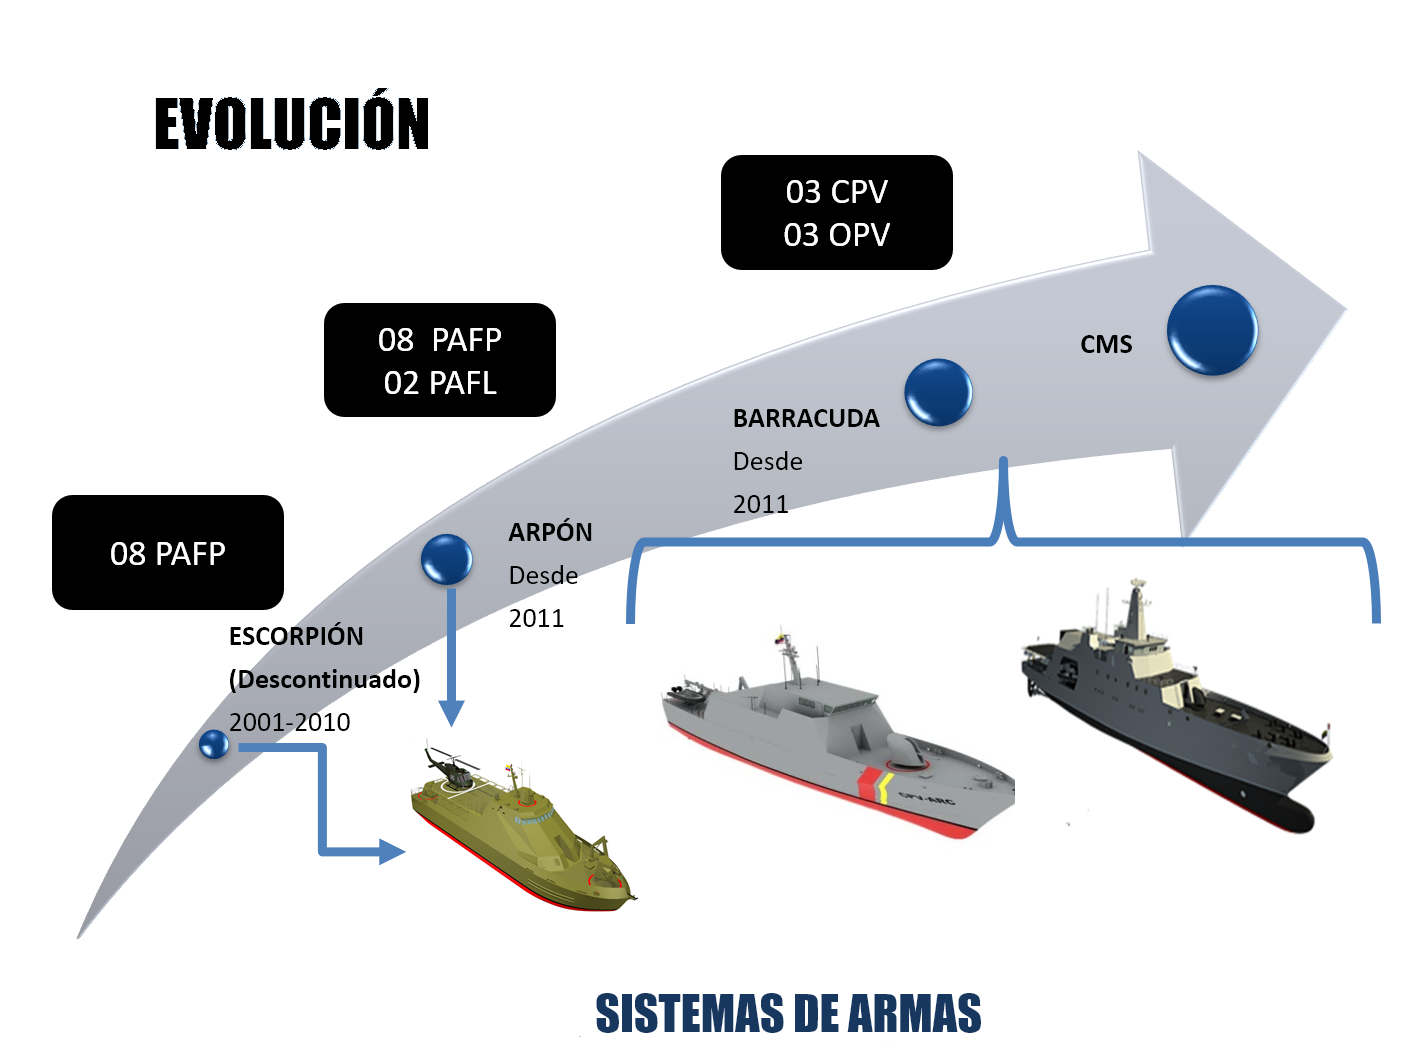 EVOLUCIÓN
03 CPV
03 OPV
08 PAFP
02 PAFL
08 PAFP
CMS
BARRACUDA
Desde
2011
ARPÓN
Desde
2011
ESCORPIÓN
(Descontinuado)
2001-2010
CPV-ARC
SISTEMAS DE ARMAS